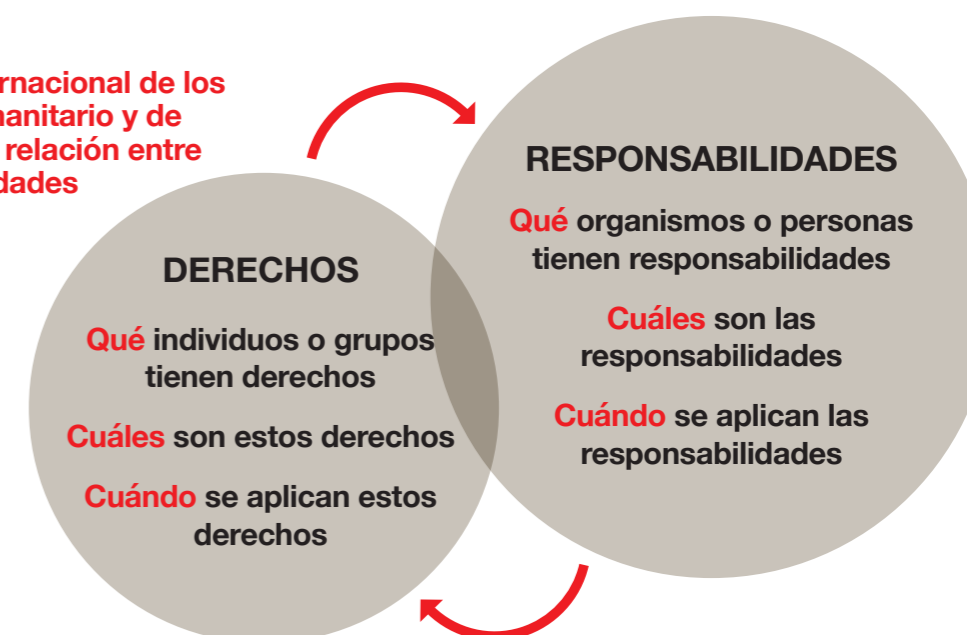 rnacional de los
nanitario y de
relación entre
dades
DERECHOS
Qué individuos o grupos
tienen derechos
Cuáles son estos derechos
Cuándo se aplican estos
derechos
RESPONSABILIDADES
Qué organismos o personas
tienen responsabilidades
Cuáles son las
responsabilidades
Cuándo se aplican las
responsabilidades